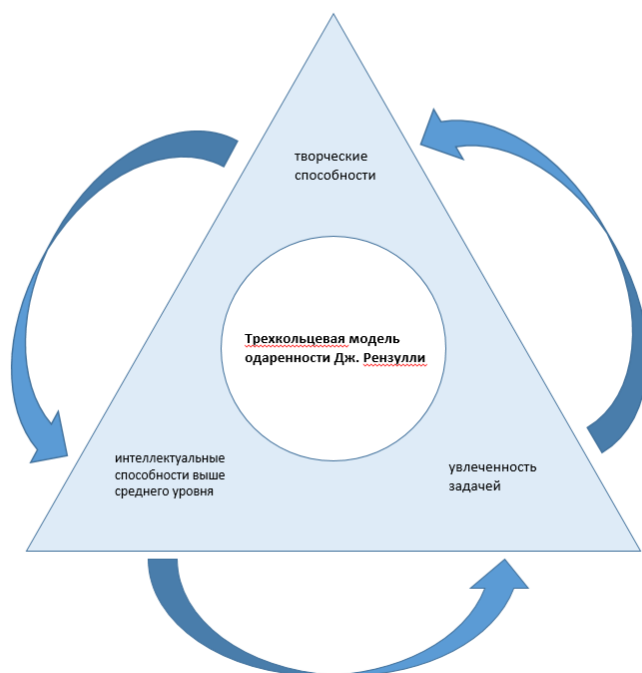 творческие
способности
Трехкольцевая модель
одаренности Дж. Рензулли
интеллектуальные
способности выше
среднего уровня
увлеченность
задачей